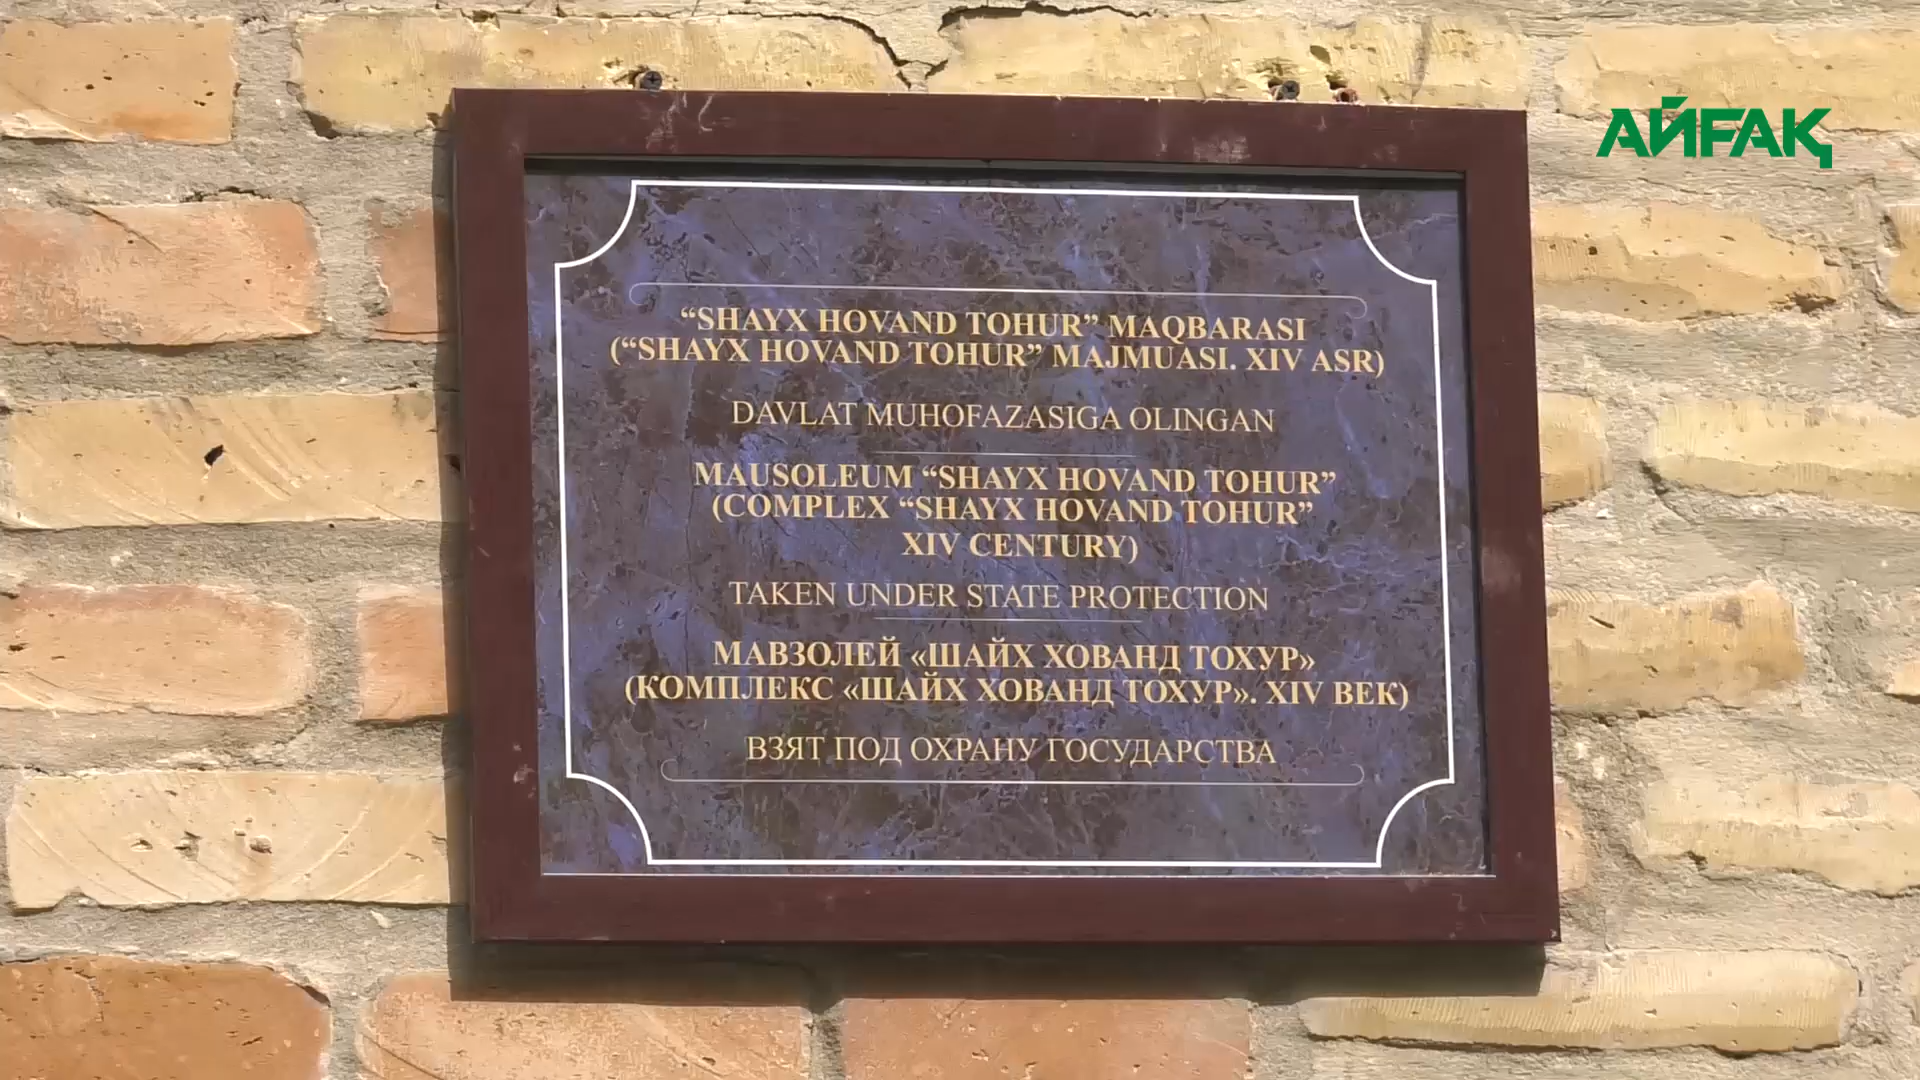 АЙҒАҚ
“SHAYX HOVAND TOHUR” MAQBARASI
(“SHAYX HOVAND TOHUR” MAJMUASI. XIV ASR)
DAVLAT MUHOFAZASIGA OLINGAN
MAUSOLEUM “SHAYX HOVAND TOHUR”
(COMPLEX “SHAYX HOVAND TOHUR”
XIV CENTURY)
TAKEN UNDER STATE PROTECTION
МАВЗОЛЕЙ «ШАЙХ ХОВАНД ТОХУР»
(КОМПЛЕКС «ШАЙХ ХОВАНД ТОХУР». XIV ВЕК)
ВЗЯТ ПОД ОХРАНУ ГОСУДАРСТВА